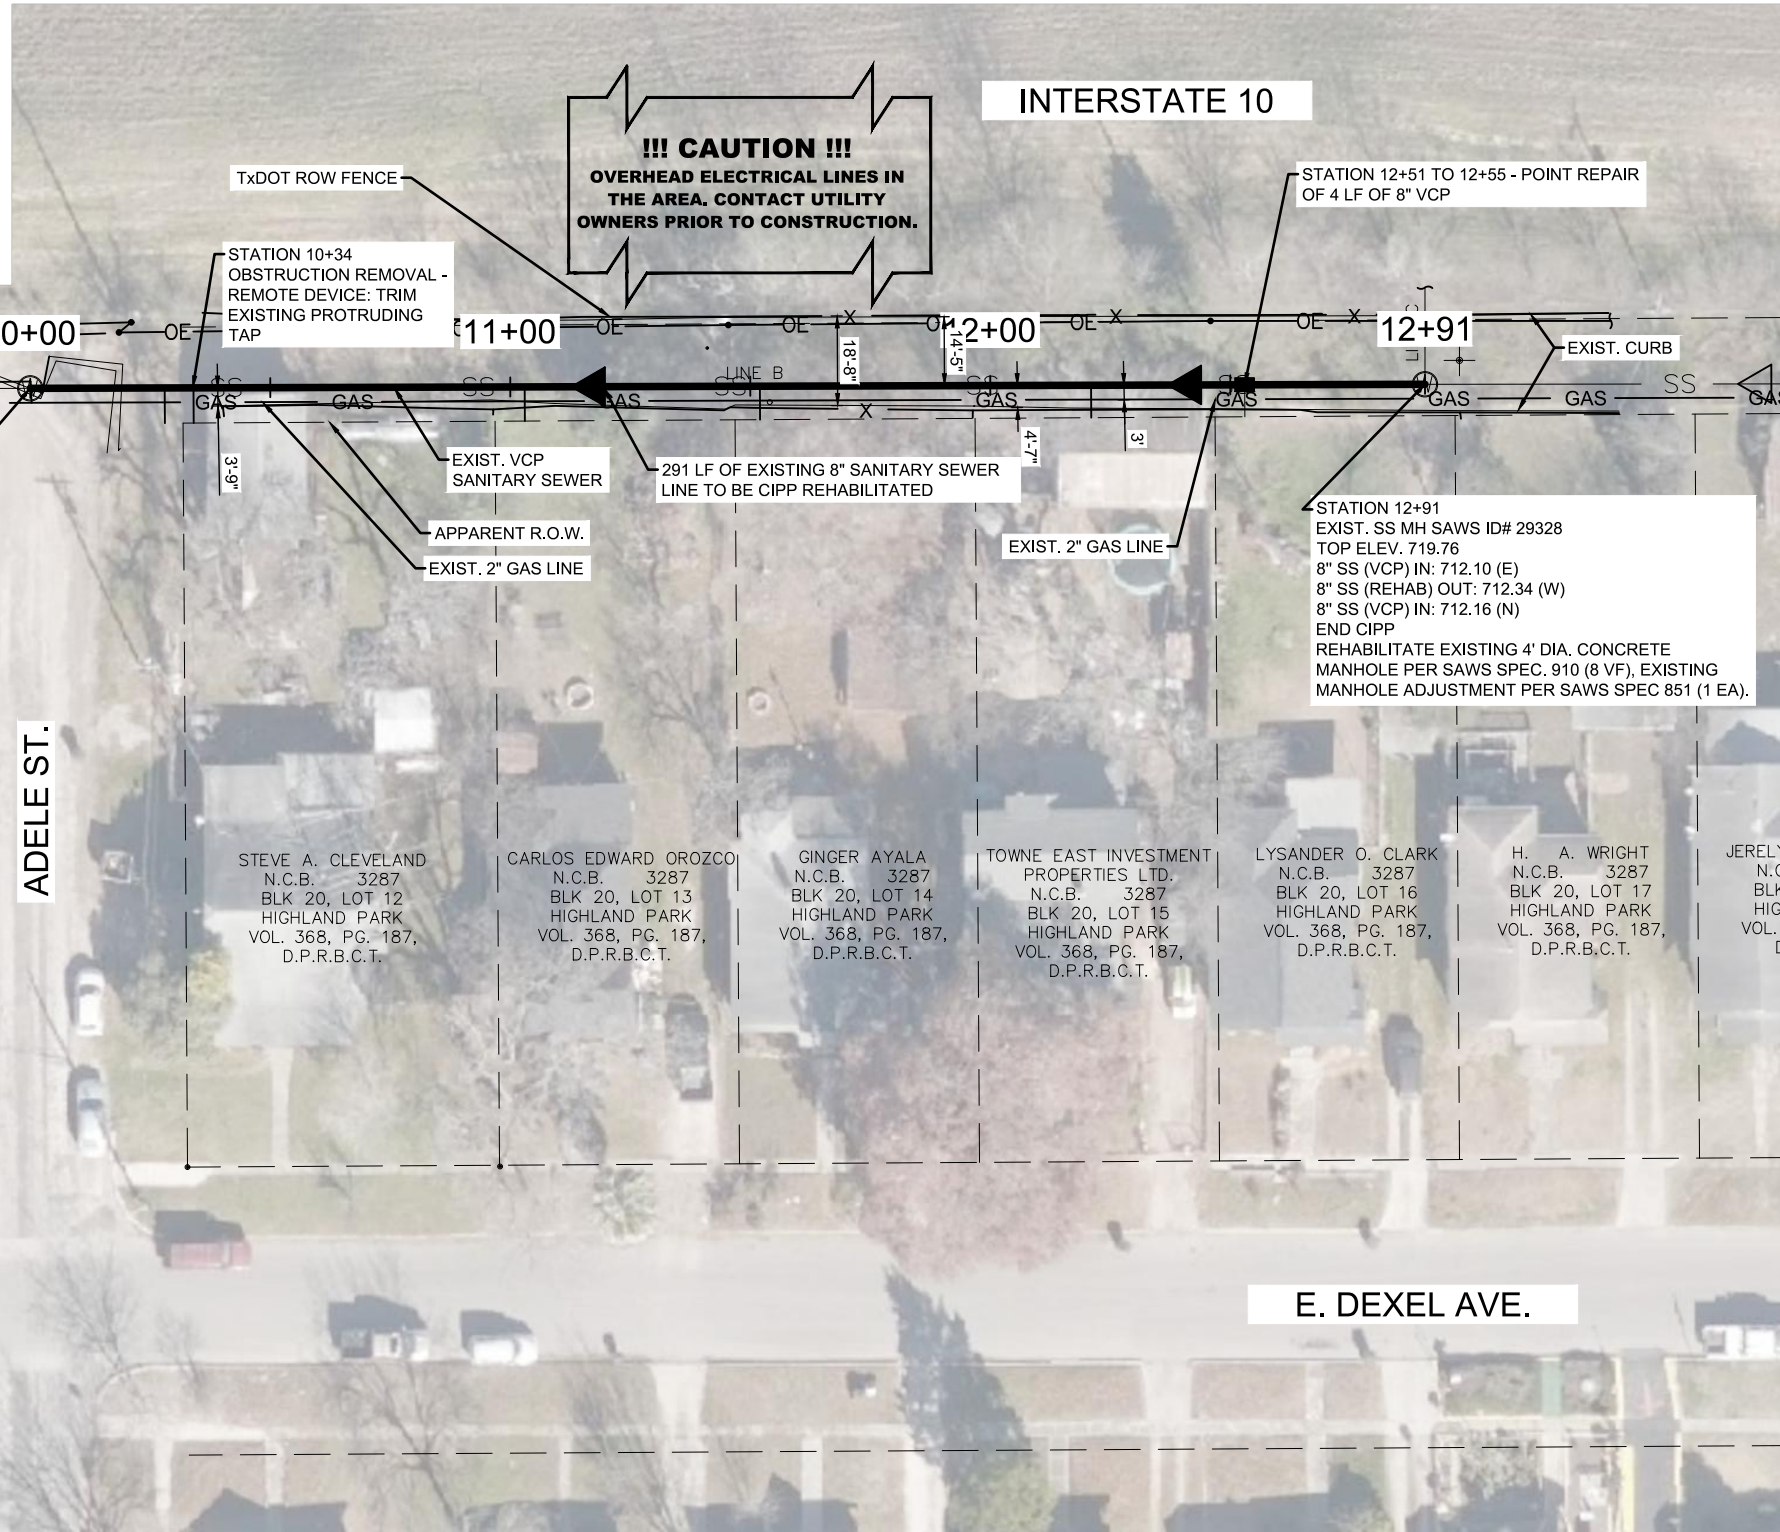 INTERSTATE 10
!!! CAUTION !!!
OVERHEAD ELECTRICAL LINES IN
THE AREA. CONTACT UTILITY
OWNERS PRIOR TO CONSTRUCTION.
TxDOT ROW FENCE
STATION 12+51 TO 12+55 - POINT REPAIR
OF 4 LF OF 8" VCP
STATION 10+34
OBSTRUCTION REMOVAL -
REMOTE DEVICE: TRIM
EXISTING PROTRUDING
TAP
0+00
OE
11+00
OE
OE
12+00
OE
X
OE
X
12+91
X
14'-5"
18'-8"
EXIST. CURB
LINE B
SS
SS
SS
SS
SS
SS
GAS
GAS
GAS
GAS
GAS
GAS
GAS
GAS
X
3'-9"
4'-7"
3'
EXIST. VCP
SANITARY SEWER
291 LF OF EXISTING 8" SANITARY SEWER
LINE TO BE CIPP REHABILITATED
APPARENT R.O.W.
EXIST. 2" GAS LINE
EXIST. 2" GAS LINE
STATION 12+91
EXIST. SS MH SAWS ID# 29328
TOP ELEV. 719.76
8" SS (VCP) IN: 712.10 (E)
8" SS (REHAB) OUT: 712.34 (W)
8" SS (VCP) IN: 712.16 (N)
END CIPP
REHABILITATE EXISTING 4' DIA. CONCRETE
MANHOLE PER SAWS SPEC. 910 (8 VF), EXISTING
MANHOLE ADJUSTMENT PER SAWS SPEC 851 (1 EA).
ADELE ST.
STEVE A. CLEVELAND
N.C.B. 3287
BLK 20, LOT 12
HIGHLAND PARK
VOL. 368, PG. 187,
D.P.R.B.C.T.
CARLOS EDWARD OROZCO
N.C.B. 3287
BLK 20, LOT 13
HIGHLAND PARK
VOL. 368, PG. 187,
D.P.R.B.C.T.
GINGER AYALA
N.C.B. 3287
BLK 20, LOT 14
HIGHLAND PARK
VOL. 368, PG. 187,
D.P.R.B.C.T.
TOWNE EAST INVESTMENT
PROPERTIES LTD.
N.C.B. 3287
BLK 20, LOT 15
HIGHLAND PARK
VOL. 368, PG. 187,
D.P.R.B.C.T.
LYSANDER O. CLARK
N.C.B. 3287
BLK 20, LOT 16
HIGHLAND PARK
VOL. 368, PG. 187,
D.P.R.B.C.T.
H. A. WRIGHT
N.C.B. 3287
BLK 20, LOT 17
HIGHLAND PARK
VOL. 368, PG. 187,
D.P.R.B.C.T.
JERELY
N.C
BLK
HIG
VOL.
E. DEXEL AVE.